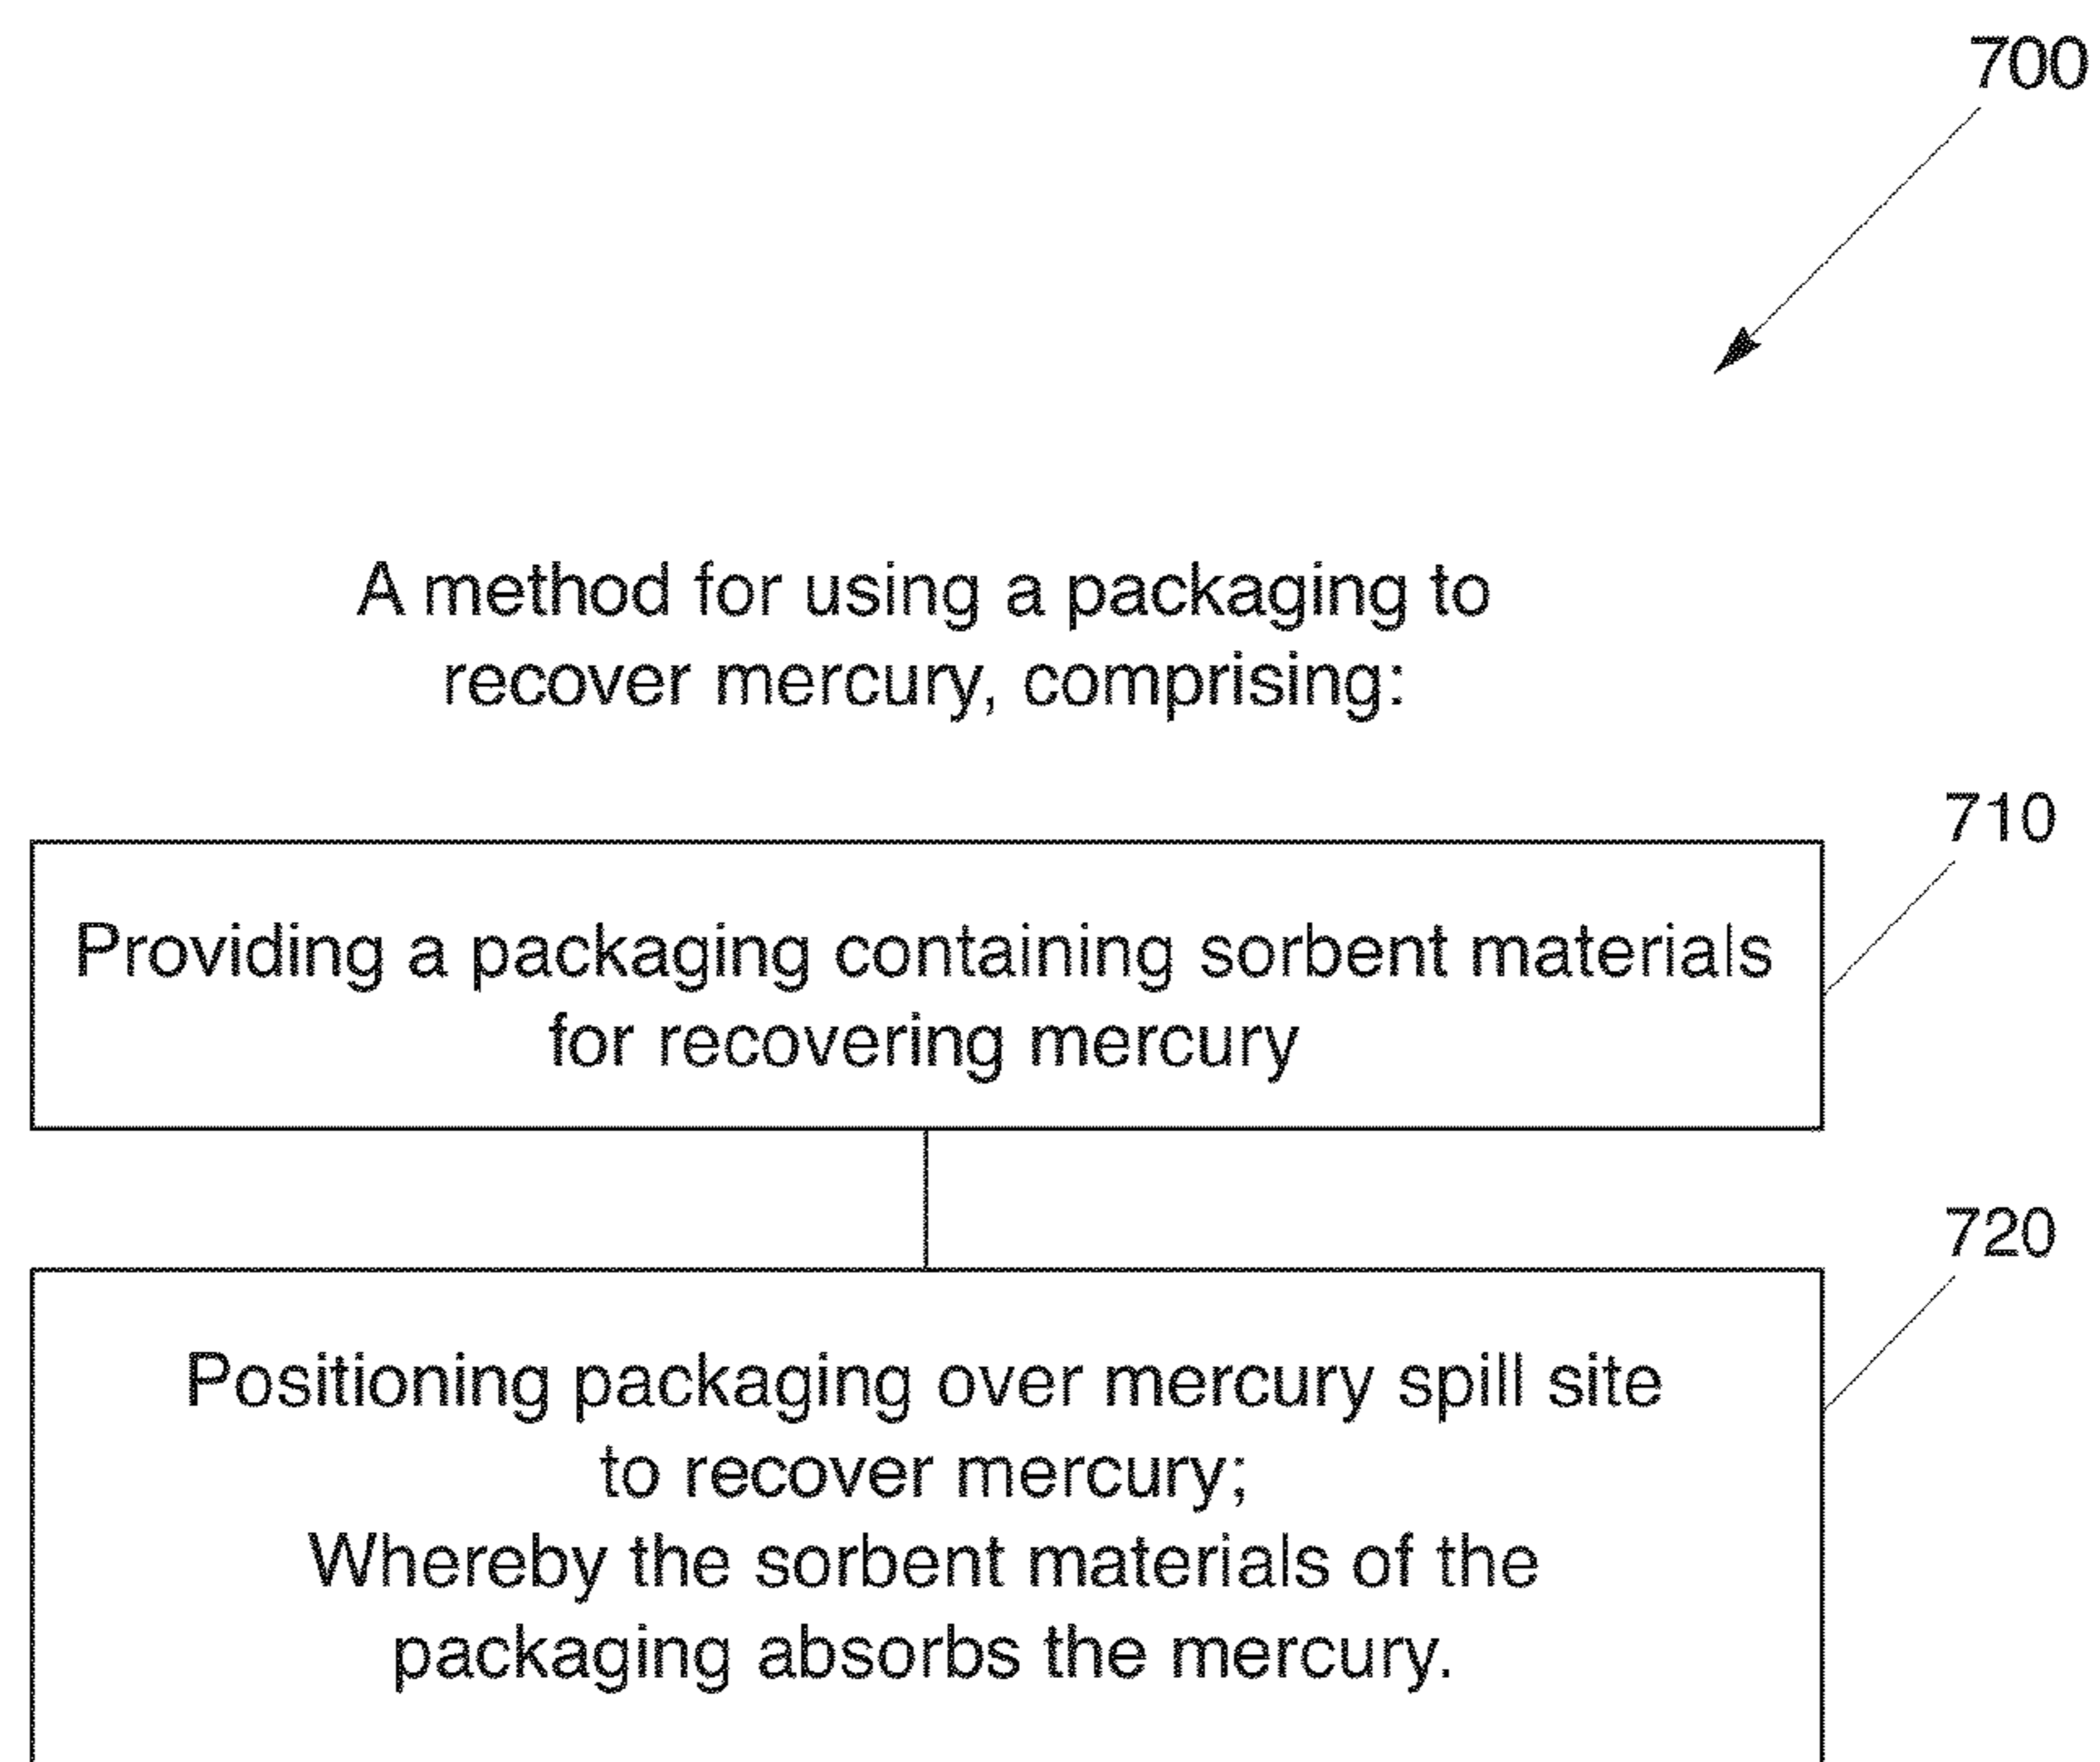 700
A method for using a packaging to
recover mercury, comprising:
710
Providing a packaging containing sorbent materials
for recovering mercury
720
Positioning packaging over mercury spill site
to recover mercury;
Whereby the sorbent materials of the
packaging absorbs the mercury.